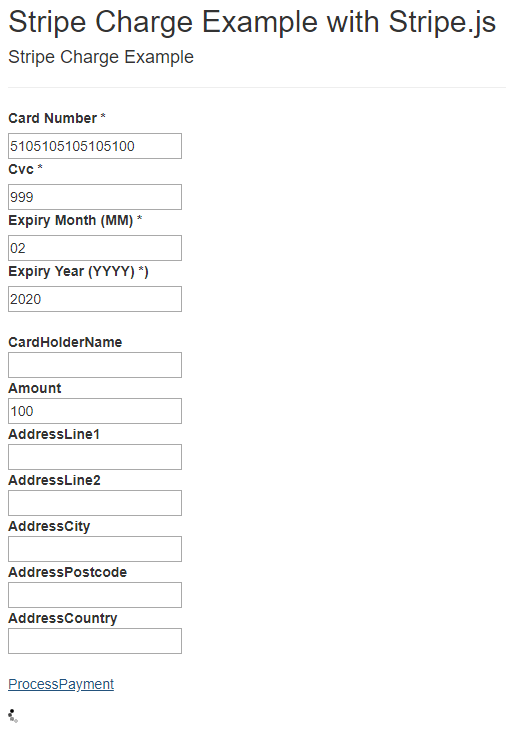 Stripe Charge Example with Stripe.js
Stripe Charge Example
Card Number *
5105105105105100
Cvc *
999
Expiry Month (MM) *
02
Expiry Year (YYYY) *)
2020
CardHolderName
Amount
100
AddressLine1
AddressLine2
AddressCity
AddressPostcode
AddressCountry
ProcessPayment